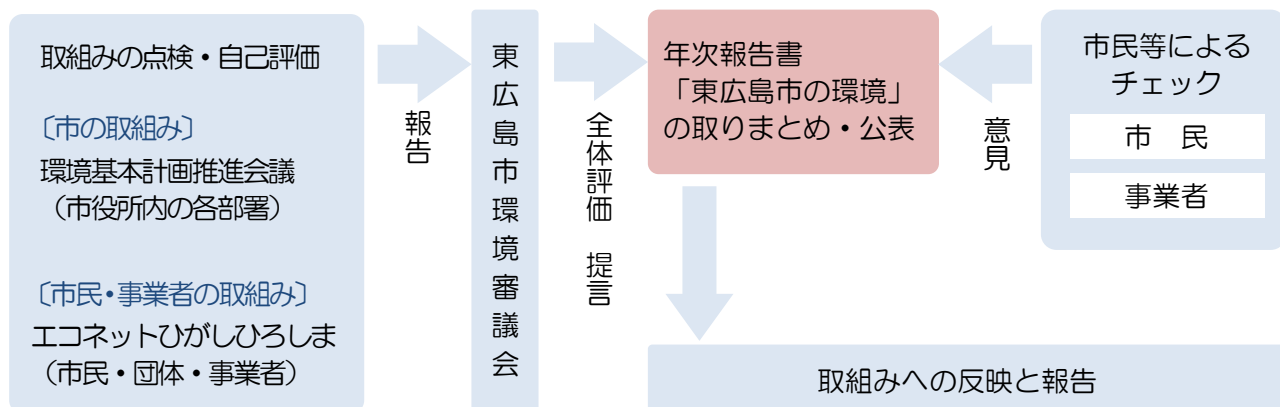 取組みの点検・自己評価
〔市の取組み〕
環境基本計画推進会議
（市役所内の各部署）
〔市民・事業者の取組み〕
エコネットひがしひろしま
（市民・団体・事業者）
報告
東広島市環境審議会
全体評価　提言
年次報告書
「東広島市の環境」
の取りまとめ・公表
意見
市民等による
チェック
市　民
事業者
取組みへの反映と報告